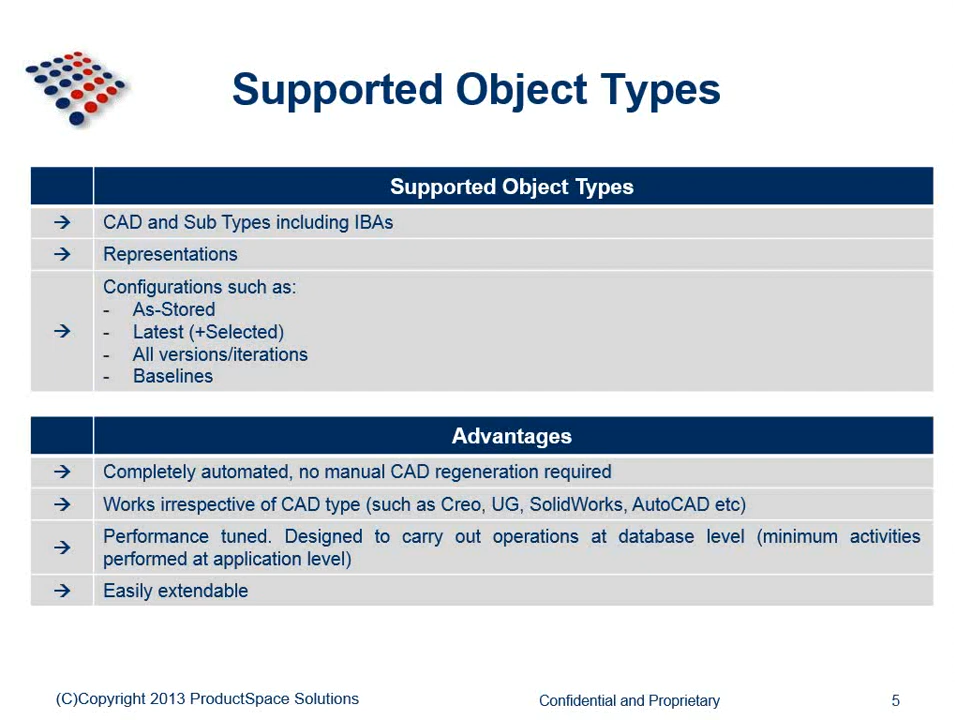 Supported Object Types
Supported Object Types
→ CAD and Sub Types including IBAs
→ Representations
→ Configurations such as:
- As-Stored
- Latest (+Selected)
- All versions/iterations
- Baselines
Advantages
→ Completely automated, no manual CAD regeneration required
→ Works irrespective of CAD type (such as Creo, UG, SolidWorks, AutoCAD etc)
→ Performance tuned. Designed to carry out operations at database level (minimum activities
performed at application level)
→ Easily extendable
(C)Copyright 2013 ProductSpace Solutions Confidential and Proprietary 5